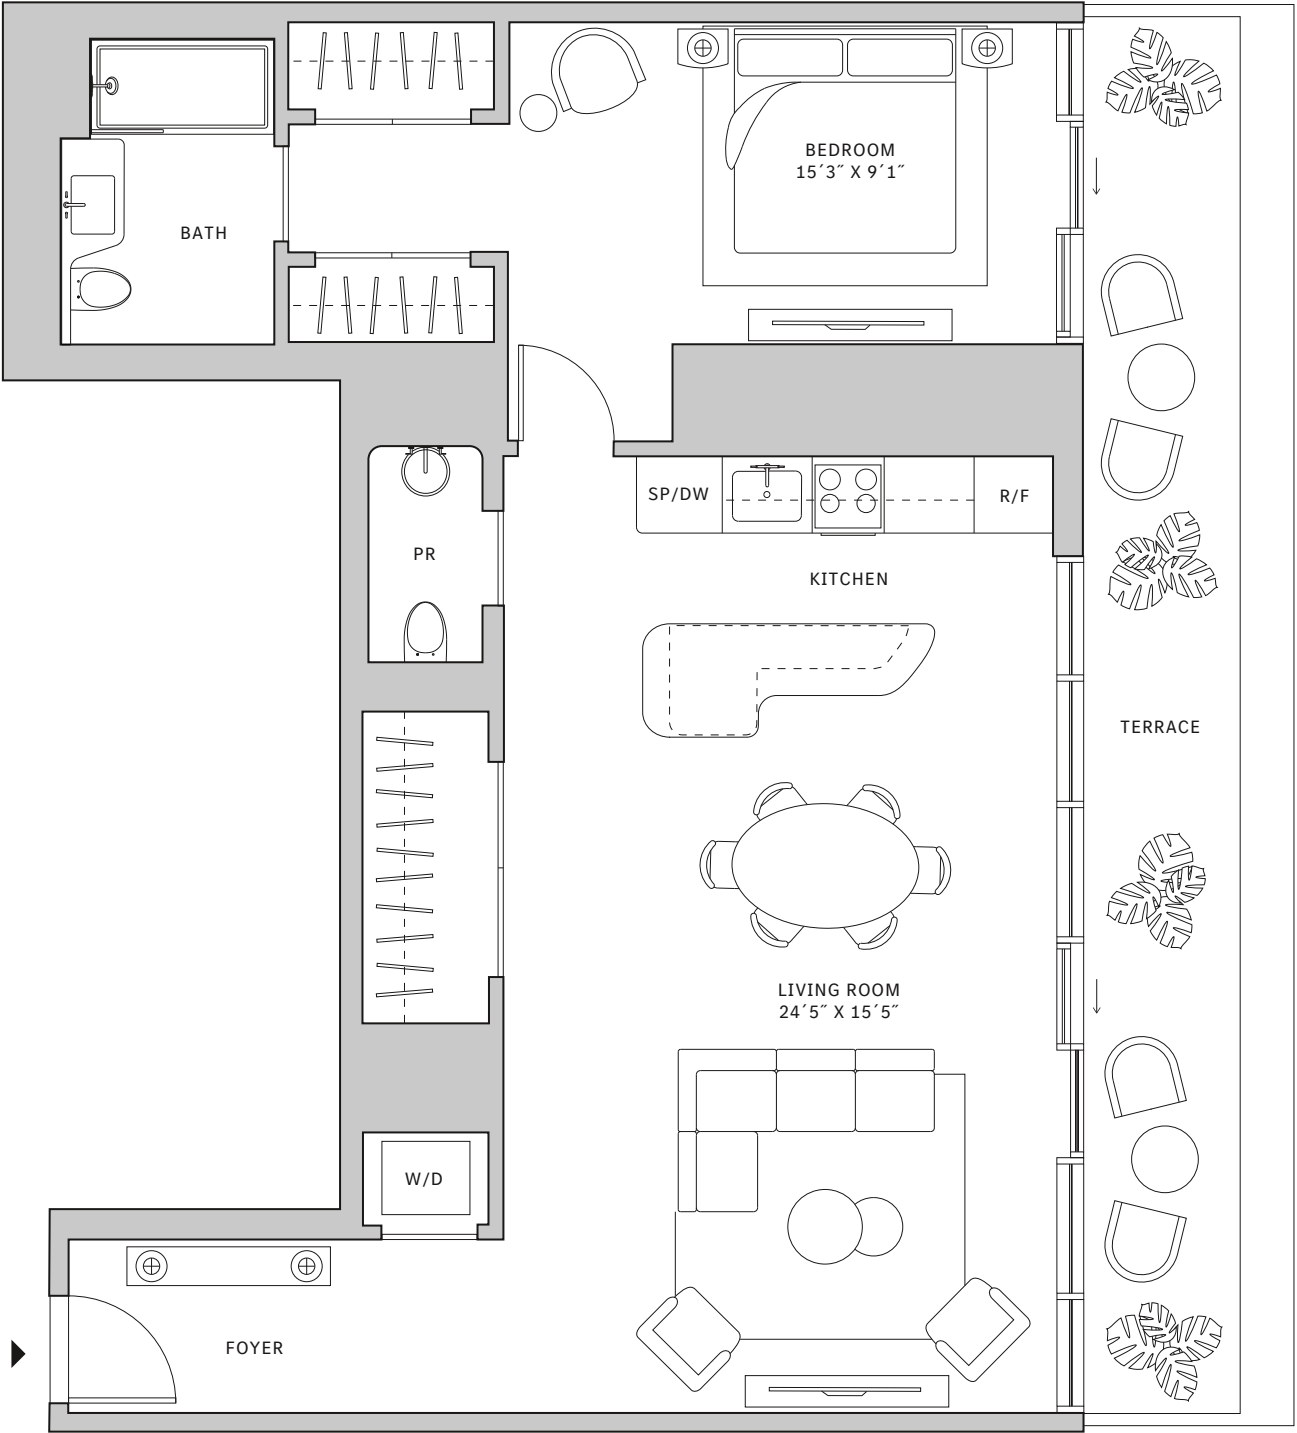 BEDROOM
15´3˝ X 9´1˝
BATH
SP/DW
R/F
PR
KITCHEN
TERRACE
LIVING ROOM
24´5˝ X 15´5˝
W/D
FOYER